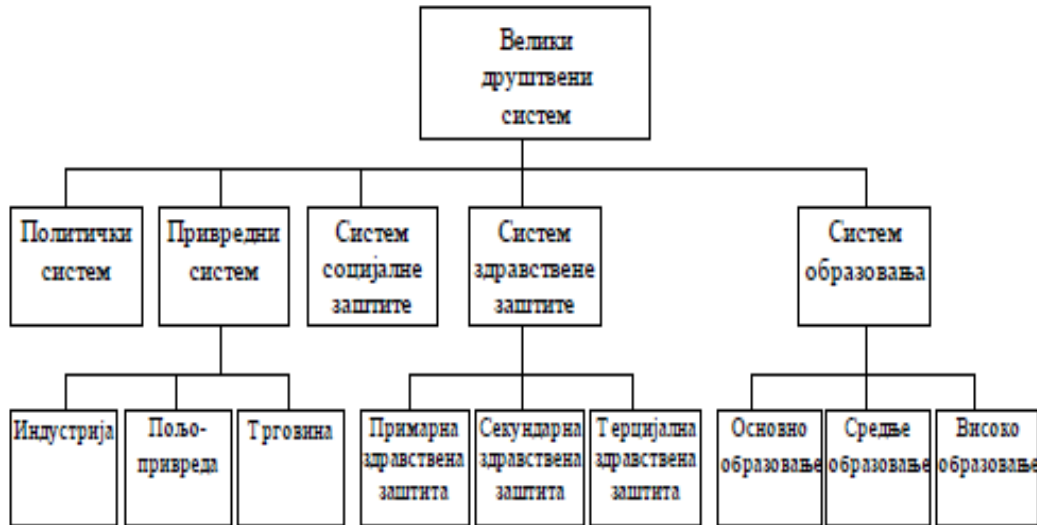 Велики
друштвени
систем
Политички
систем
Привредни
систем
Систем
социјалне
заштите
Систем
здравствене
заштите
Систем
образовања
Индустрија
Пољо-
привреда
Трговина
Примарна
здравствена
заштита
Секундарна
здравствена
заштита
Терцијална
здравствена
заштита
Основно
образовање
Средње
образовање
Високо
образовање